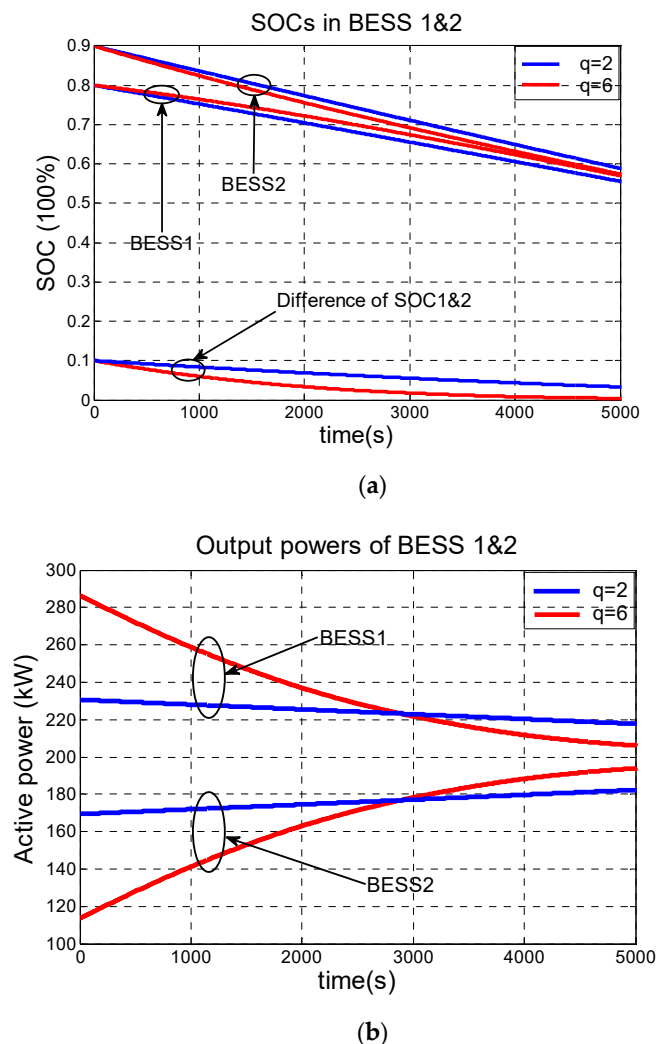 SOCs in BESS 1&2
0.9
0.8
0.7
0.6
0.5
0.4
0.3
0.2
0.1
0
SOC (100%)
q=2
q=6
BESS2
BESS1
Difference of SOC1&2
0 1000 2000 3000 4000 5000
time(s)
(a)
Output powers of BESS 1&2
300
280
260
240
220
200
180
160
140
120
100
Active power (kW)
q=2
q=6
BESS1
BESS2
0 1000 2000 3000 4000 5000
time(s)
(b)